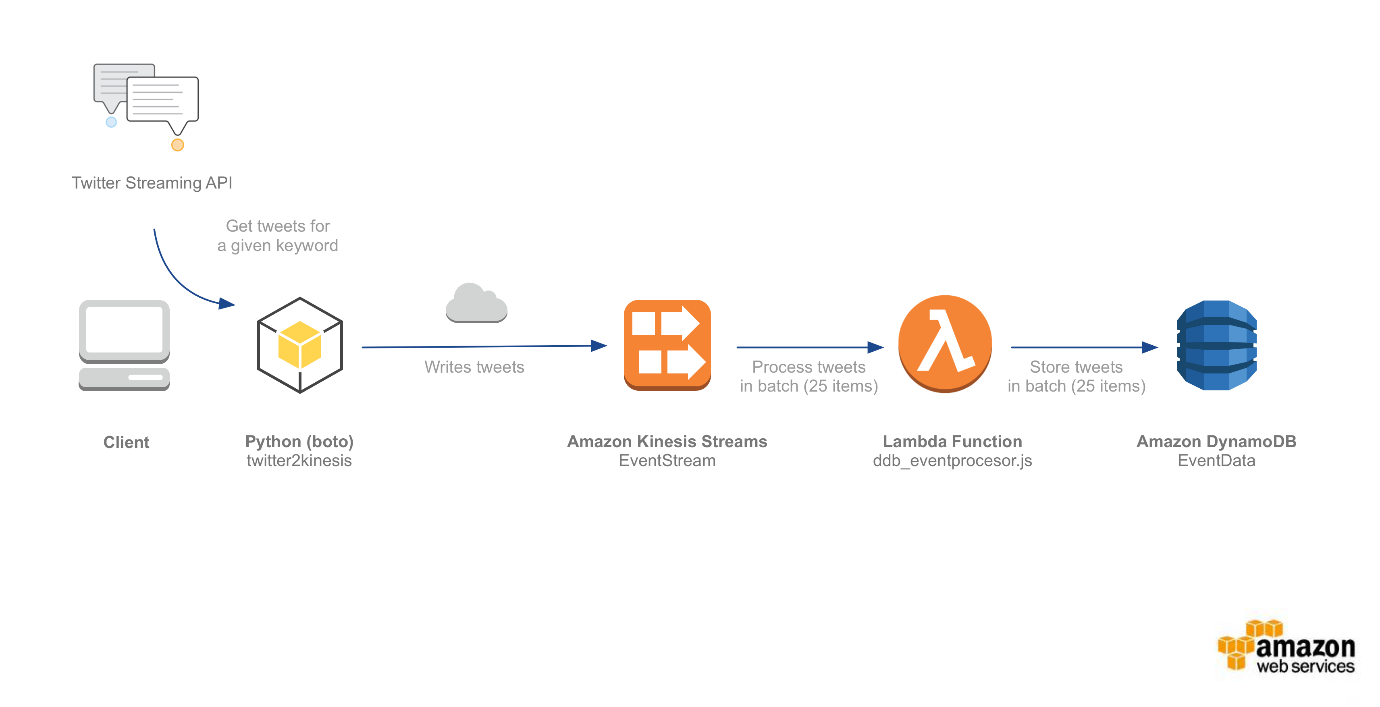 Twitter Streaming API
Get tweets for
a given keyword
Writes tweets
Process tweets
in batch (25 items)
Store tweets
in batch (25 items)
Client
Python (boto)
twitter2kinesis
Amazon Kinesis Streams
EventStream
Lambda Function
ddb_eventprocesor.js
Amazon DynamoDB
EventData
amazon
web services